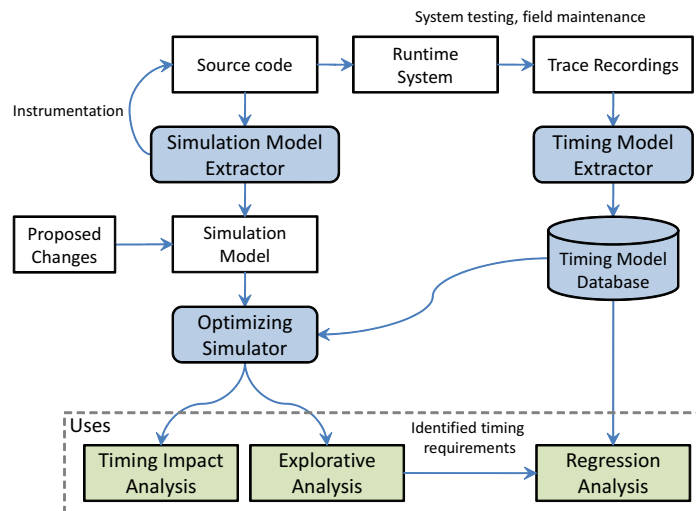 System testing, field maintenance
Source code
Runtime
System
Trace Recordings
Instrumentation
Simulation Model
Extractor
Timing Model
Extractor
Proposed
Changes
Simulation
Model
Timing Model
Database
Optimizing
Simulator
Uses
Identified timing
requirements
Timing Impact
Analysis
Explorative
Analysis
Regression
Analysis